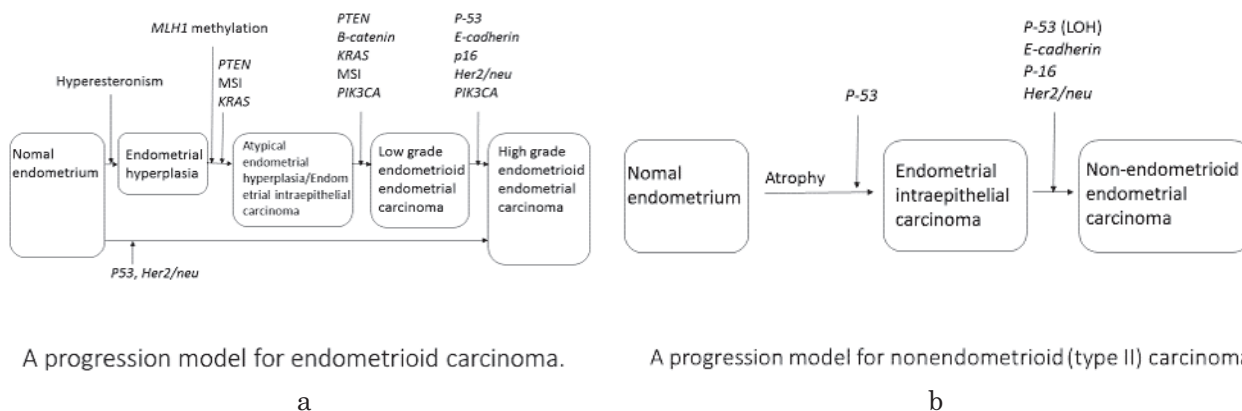 MLH1 methylation
Hyperesteronism
PTEN
MSI
KRAS
PTEN
B-catenin
KRAS
MSI
PIK3CA
P-53
E-cadherin
p16
Her2/neu
PIK3CA
Nomal
endometrium
Endometrial
hyperplasia
Atypical
endometrial
hyperplasia/Endom
etrial intraepithelial
carcinoma
Low grade
endometrioid
endometrial
carcinoma
High grade
endometrioid
endometrial
carcinoma
P53, Her2/neu
A progression model for endometrioid carcinoma.
a
P-53
P-53 (LOH)
E-cadherin
P-16
Her2/neu
Nomal
endometrium
Atrophy
Endometrial
intraepithelial
carcinoma
Non-endometrioid
endometrial
carcinoma
A progression model for nonendometrioid (type II) carcinoma
b